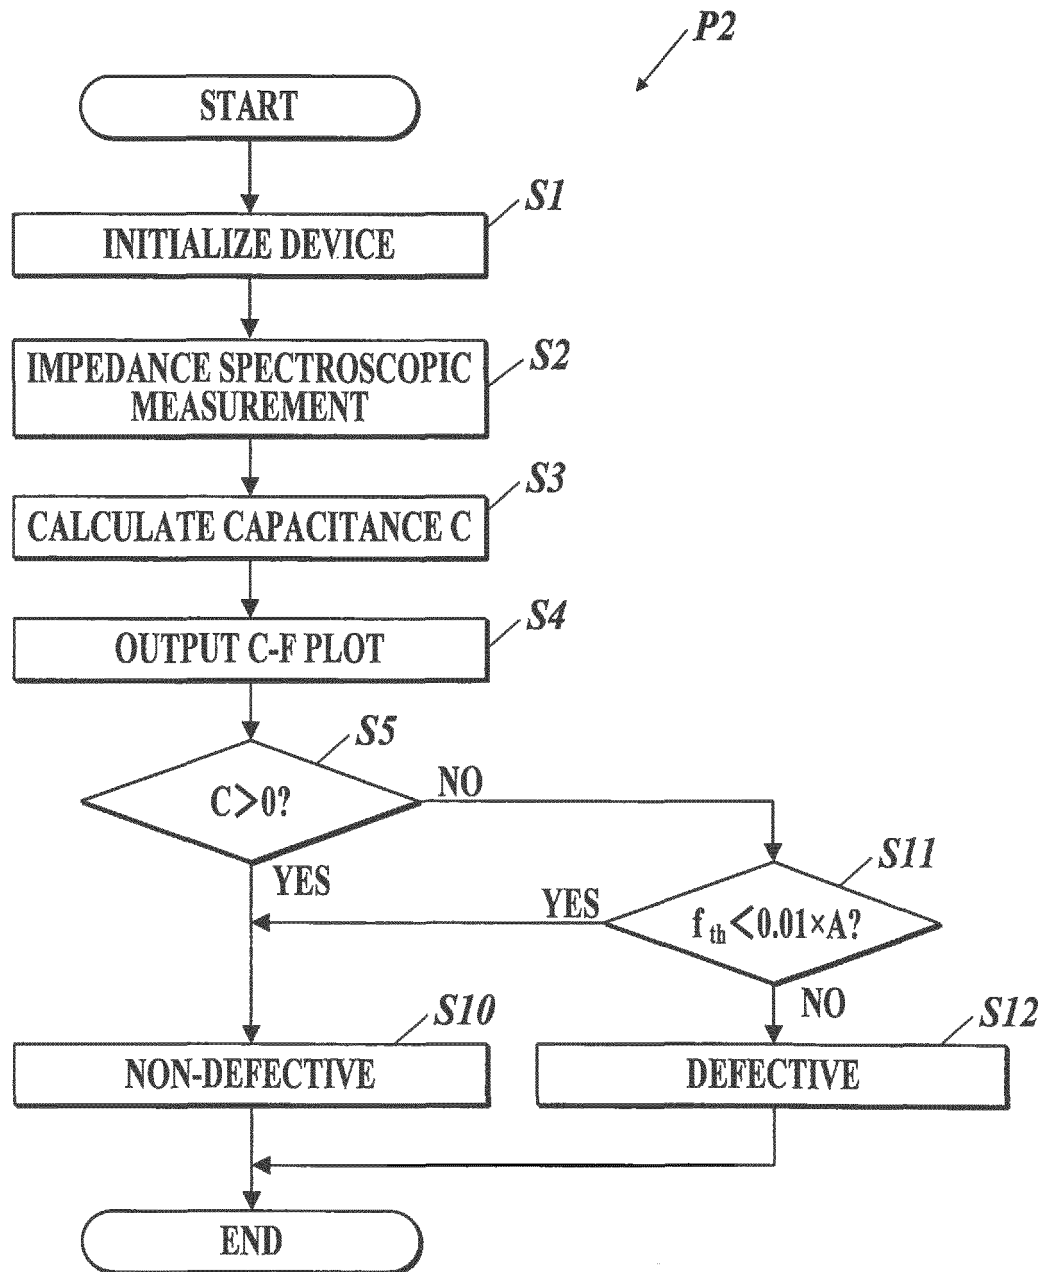 P2
START
S1
INITIALIZE DEVICE
S2
IMPEDANCE SPECTROSCOPIC
MEASUREMENT
S3
CALCULATE CAPACITANCE C
S4
OUTPUT C-F PLOT
S5
C>0?
NO
YES
S11
f th<0.01×A?
YES
NO
S10
NON-DEFECTIVE
S12
DEFECTIVE
END